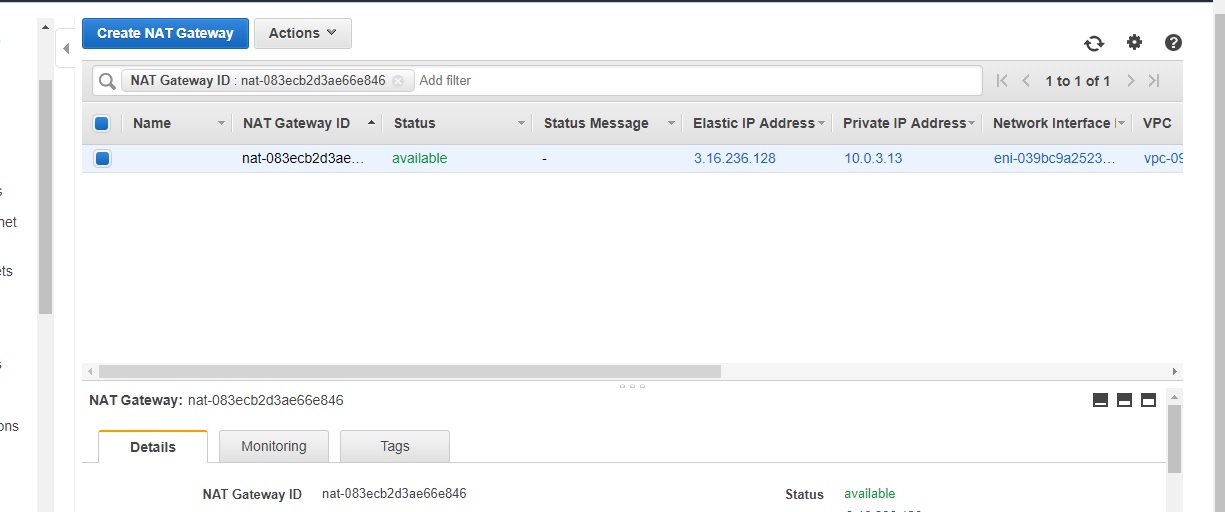 Create NAT Gateway Actions
NAT Gateway ID : nat-083ecb2d3ae66e846 Add filter 1 to 1 of 1
Name NAT Gateway ID Status Status Message Elastic IP Address Private IP Address Network Interface VPC
nat-083ecb2d3ae... available - 3.16.236.128 10.0.3.13 eni-039bc9a2523... vpc-09
NAT Gateway: nat-083ecb2d3ae66e846
Details Monitoring Tags
NAT Gateway ID nat-083ecb2d3ae66e846 Status available